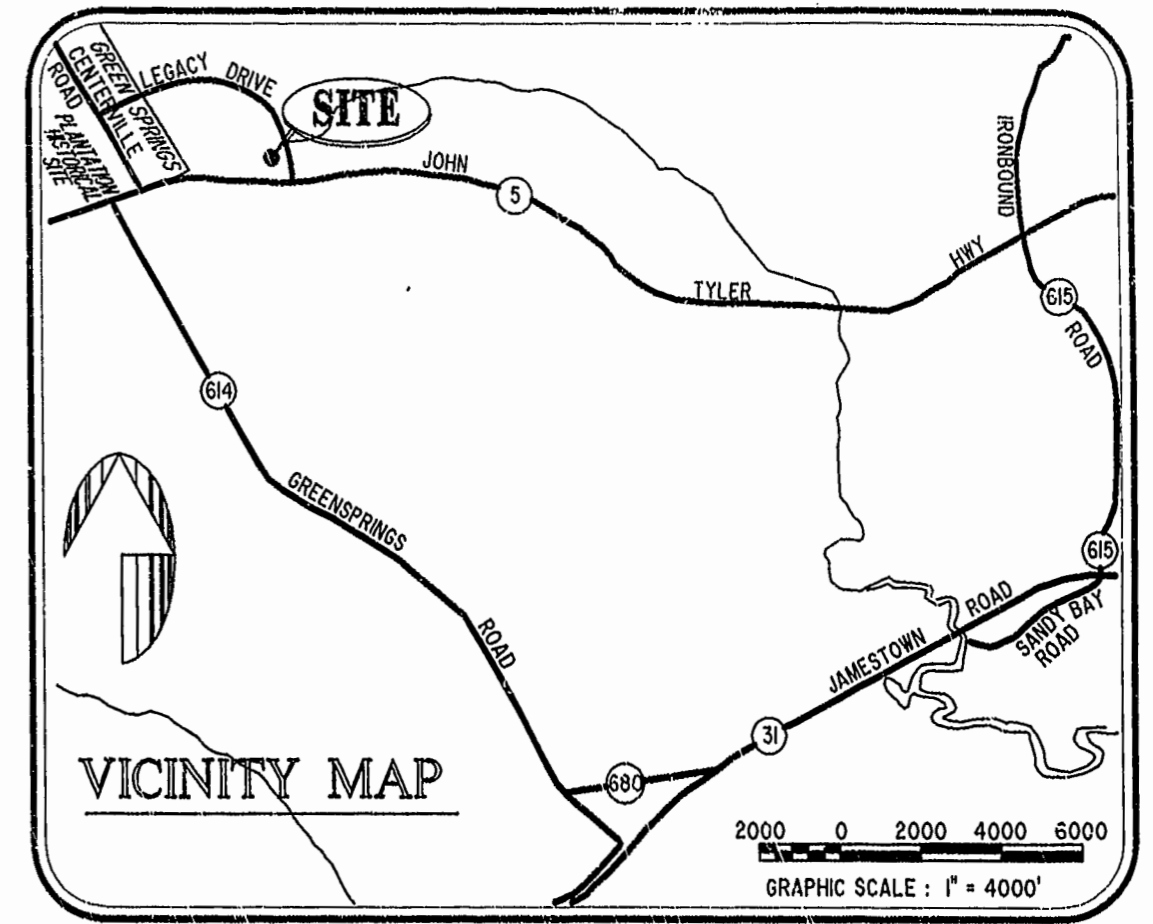 GREEN SPRINGS
CENTERVILLE
ROAD
PLANTATION
HISTORICAL
SITE
LEGACY DRIVE
SITE
JOHN
5
TYLER
HWY
IRONBOUND
615
ROAD
614
GREENSPRINGS
ROAD
615
SANDY BAY
ROAD
JAMESTOWN ROAD
31
680
VICINITY MAP
2000 0 2000 4000 6000
GRAPHIC SCALE : 1" = 4000'